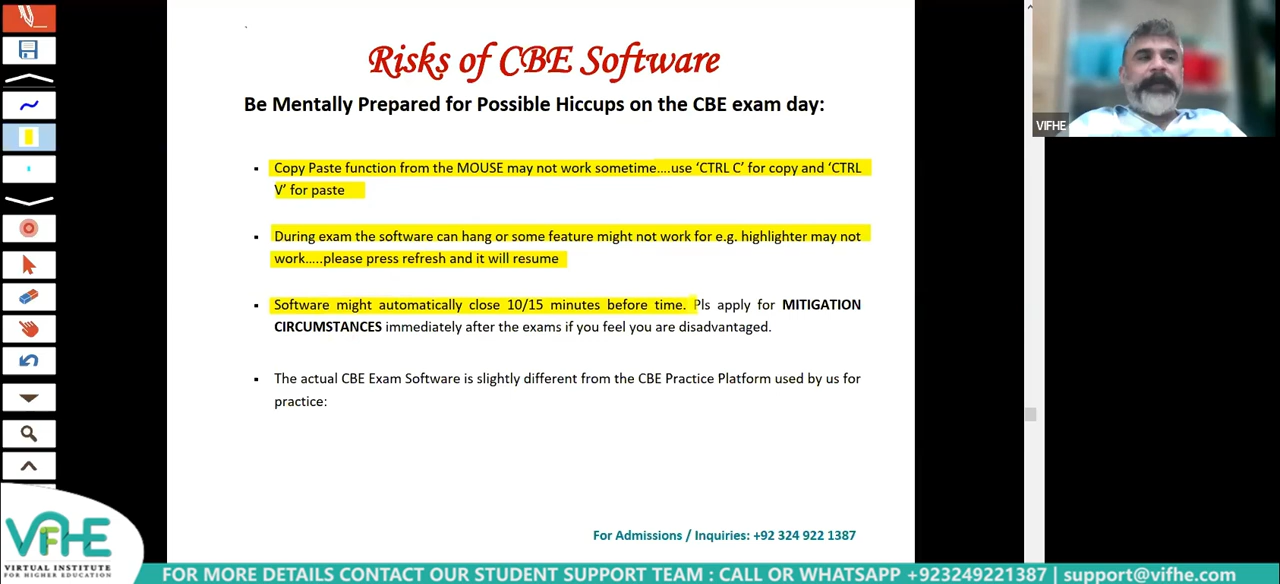 Risks of CBE Software
Be Mentally Prepared for Possible Hiccups on the CBE exam day:
▪ Copy Paste function from the MOUSE may not work sometime....use ‘CTRL C’ for copy and ‘CTRL
V’ for paste
▪ During exam the software can hang or some feature might not work for e.g. highlighter may not
work.....please press refresh and it will resume
▪ Software might automatically close 10/15 minutes before time. Pls apply for MITIGATION
CIRCUMSTANCES immediately after the exams if you feel you are disadvantaged.
▪ The actual CBE Exam Software is slightly different from the CBE Practice Platform used by us for
practice:
For Admissions / Inquiries: +92 324 922 1387
VIFHE
VIFHE
VIRTUAL INSTITUTE
FOR HIGHER EDUCATION
FOR MORE DETAILS CONTACT OUR STUDENT SUPPORT TEAM : CALL OR WHATSAPP +923249221387 | support@vifhe.com